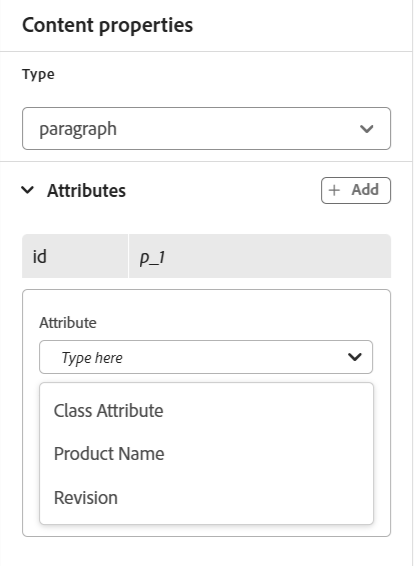 Content properties
Type
paragraph
Attributes
+ Add
id p_1
Attribute
Type here
Class Attribute
Product Name
Revision